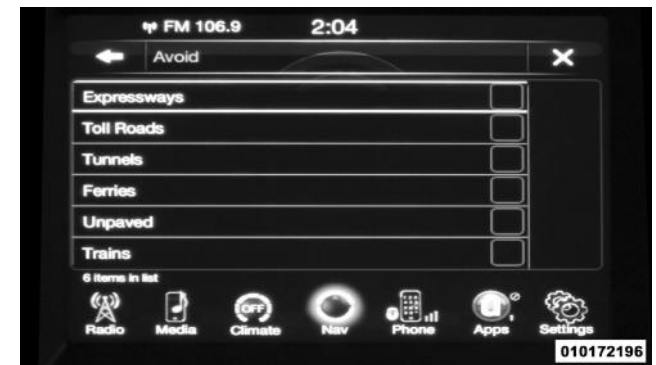 FM 106.9 2:04
Avoid
Expressways
Toll Roads
Tunnels
Ferries
Unpaved
Trains
6 items in list
OFF
Radio Media Climate Nav Phone Apps Settings
010172196